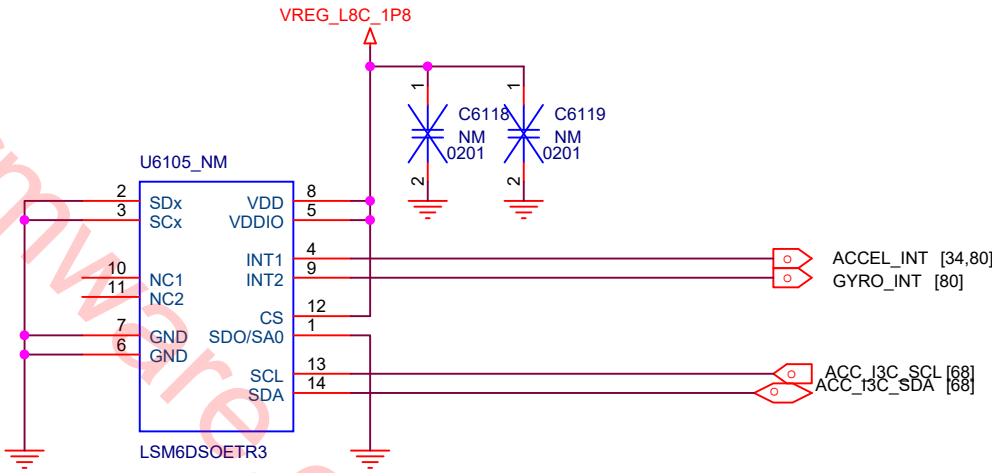 VREG_L8C_1P8
1
1
C6118
C6119
NM
NM
0201
0201
2
2
U6105_NM
2 SDx
VDD 8
3 SCx
VDDIO 5
INT1 4
ACCEL_INT [34,80]
10 NC1
INT2 9
GYRO_INT [80]
11 NC2
CS 12
7 GND
SDO/SA0 1
6 GND
SCL 13
ACC_I3C_SCL [68]
SDA 14
ACC_I3C_SDA [68]
LSM6DSOETR3